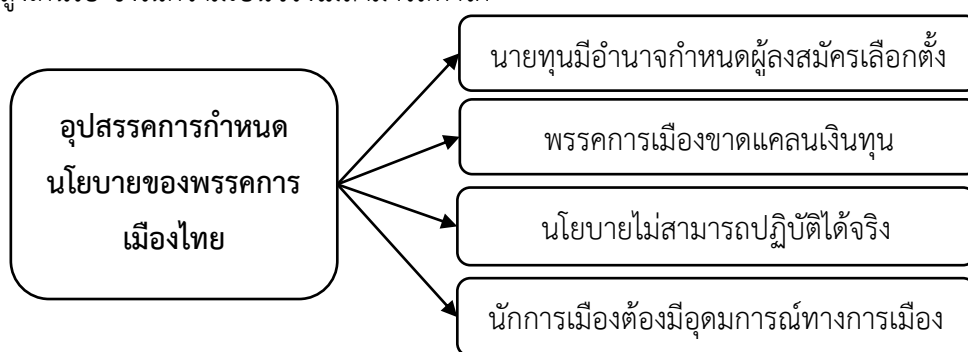 อุปสรรคการกำหนด
นโยบายของพรรคการ
เมืองไทย
นายทุนมีอำนาจกำหนดผู้ลงสมัครเลือกตั้ง
พรรคการเมืองขาดแคลนเงินทุน
นโยบายไม่สามารถปฏิบัติได้จริง
นักการเมืองต้องมีอุดมการณ์ทางการเมือง